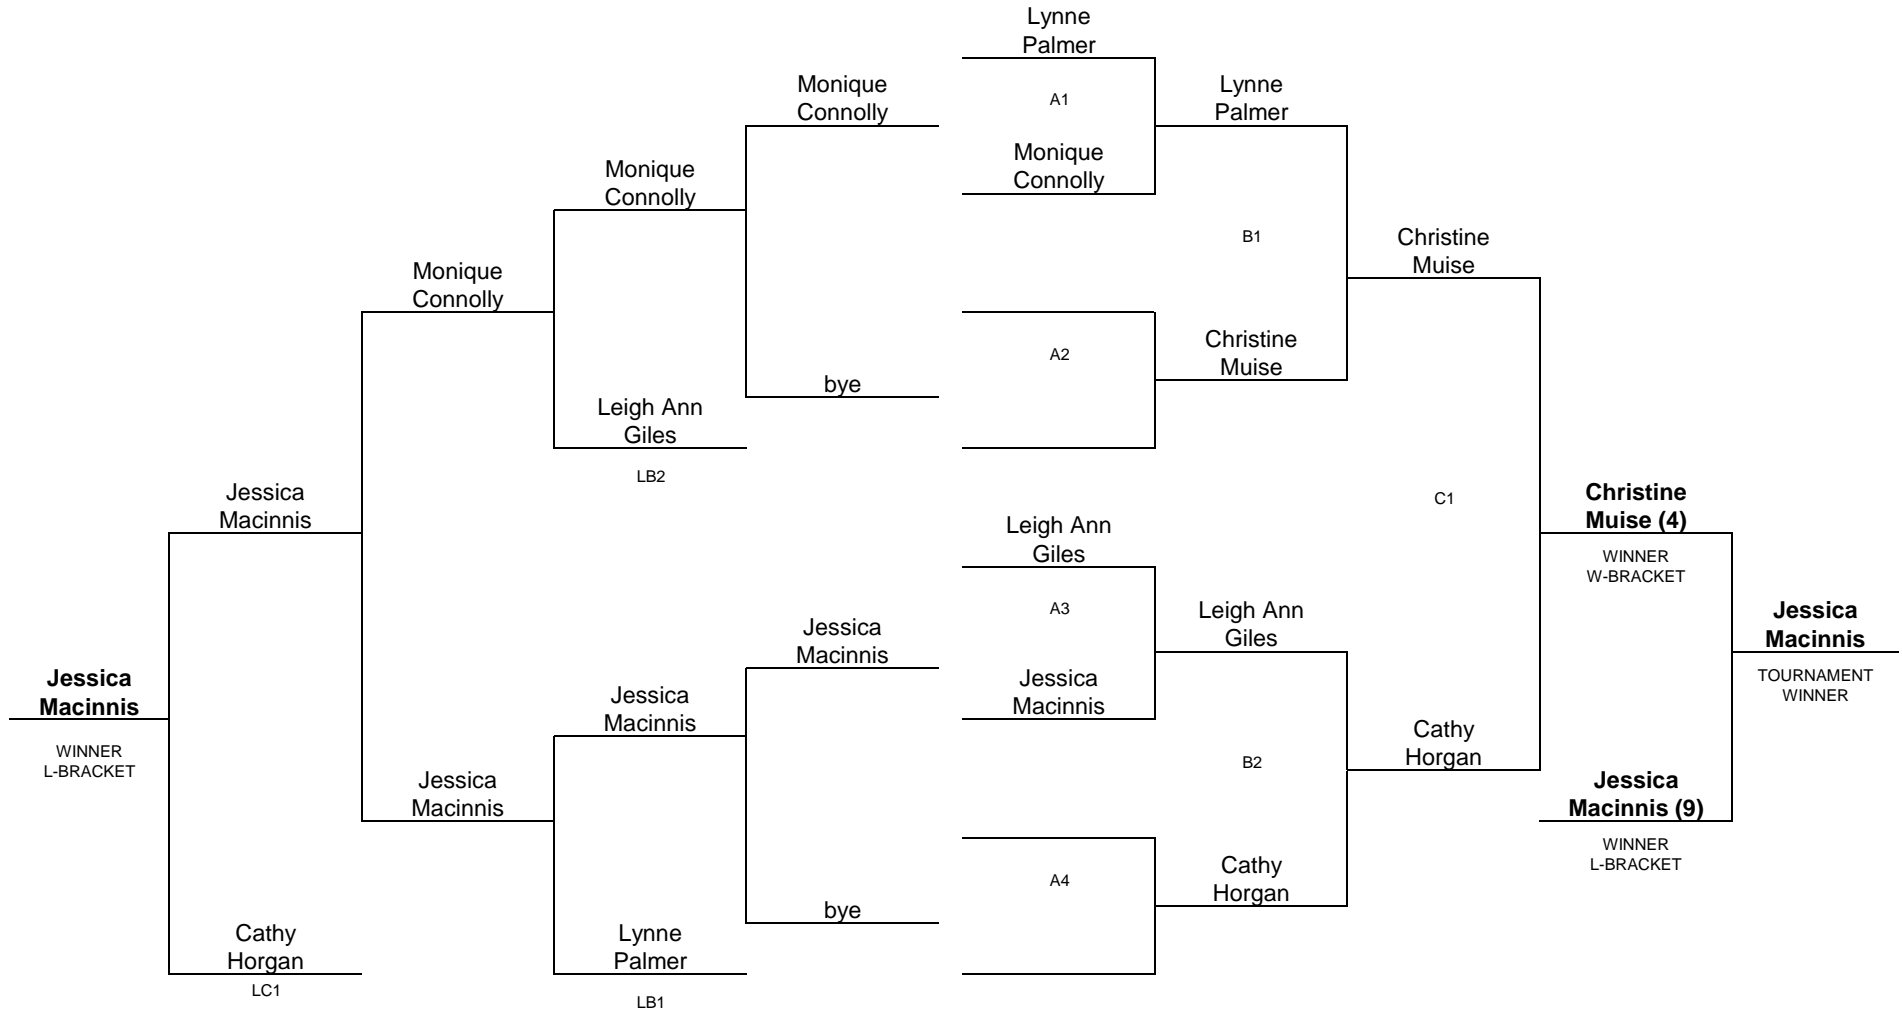 Lynne
Palmer
Monique
Connolly
A1
Lynne
Palmer
Monique
Connolly
Monique
Connolly
B1
Christine
Muise
Monique
Connolly
A2
Christine
Muise
bye
Leigh Ann
Giles
LB2
Jessica
Macinnis
C1
Christine
Muise (4)
Leigh Ann
Giles
WINNER
W-BRACKET
A3
Leigh Ann
Giles
Jessica
Macinnis
Jessica
Macinnis
TOURNAMENT
WINNER
Jessica
Macinnis
Jessica
Macinnis
Jessica
Macinnis
WINNER
L-BRACKET
Cathy
Horgan
B2
Jessica
Macinnis
Jessica
Macinnis (9)
WINNER
L-BRACKET
A4
Cathy
Horgan
bye
Cathy
Horgan
LC1
Lynne
Palmer
LB1